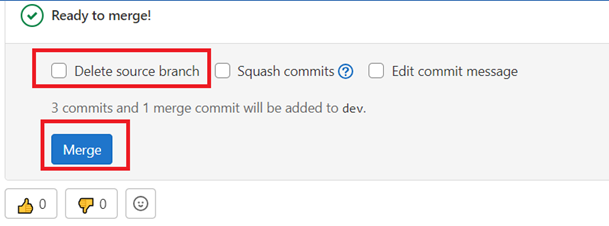 Ready to merge!
Delete source branch Squash commits ? Edit commit message
3 commits and 1 merge commit will be added to dev.
Merge
0 0